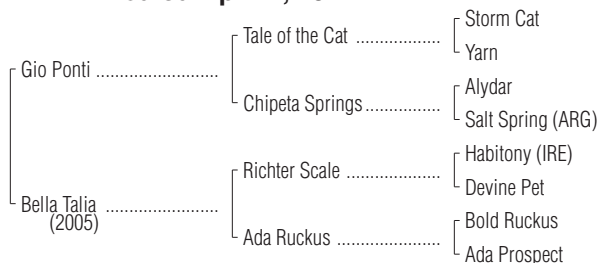 Storm Cat
Tale of the Cat ..................
Yarn
Gio Ponti ..........................
Alydar
Chipeta Springs .............
Salt Spring (ARG)
Habitony (IRE)
Richter Scale ....................
Devine Pet
Bella Talia ........................
(2005)
Bold Ruckus
Ada Ruckus ......................
Ada Prospect